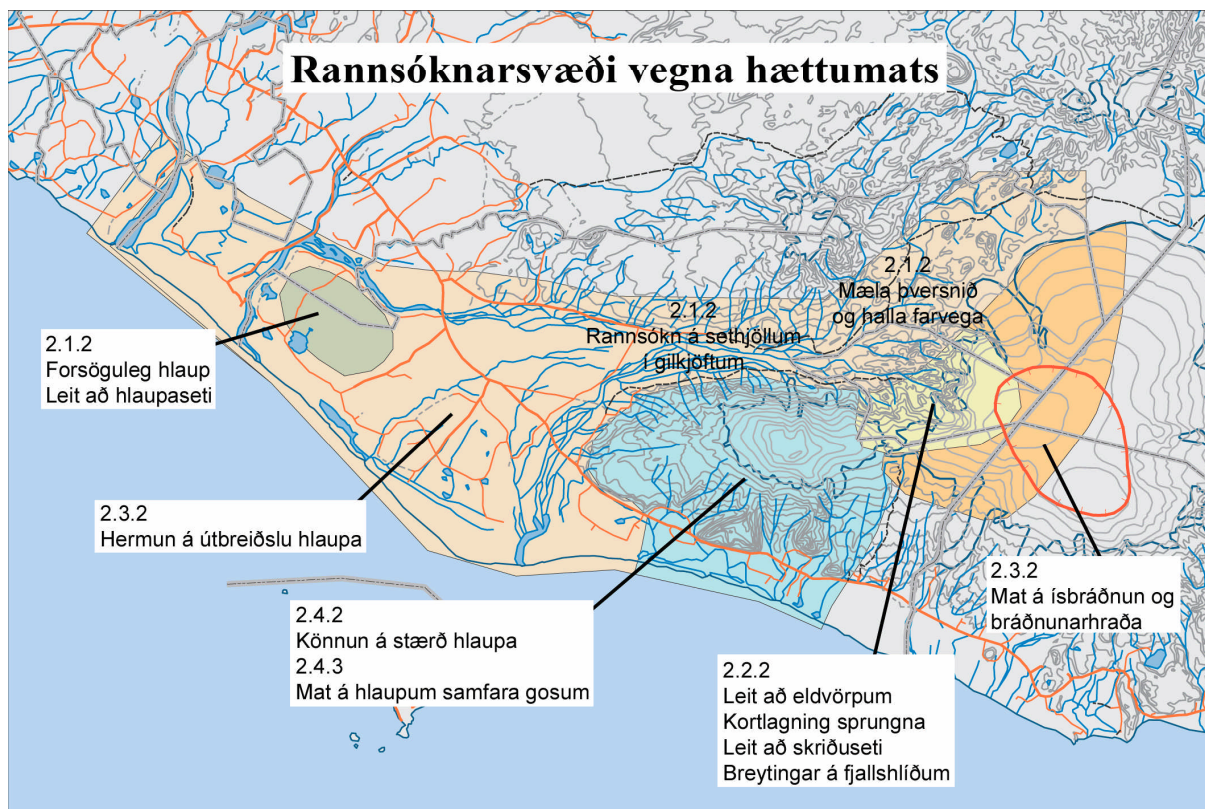 Rannsóknarsvæði vegna hættumats
2.1.2
Mæla þversnið
og halla farvega
2.1.2
Rannsókn á sethjöllum
í gilkjöftum
2.1.2
Forsöguleg hlaup
Leit að hlaupaseti
2.3.2
Hermun á útbreiðslu hlaupa
2.4.2
Könnun á stærð hlaupa
2.4.3
Mat á hlaupum samfara gosum
2.2.2
Leit að eldvörpum
Kortlagning sprungna
Leit að skriðuseti
Breytingar á fjallshlíðum
2.3.2
Mat á ísbráðnun og
bráðnunarhraða